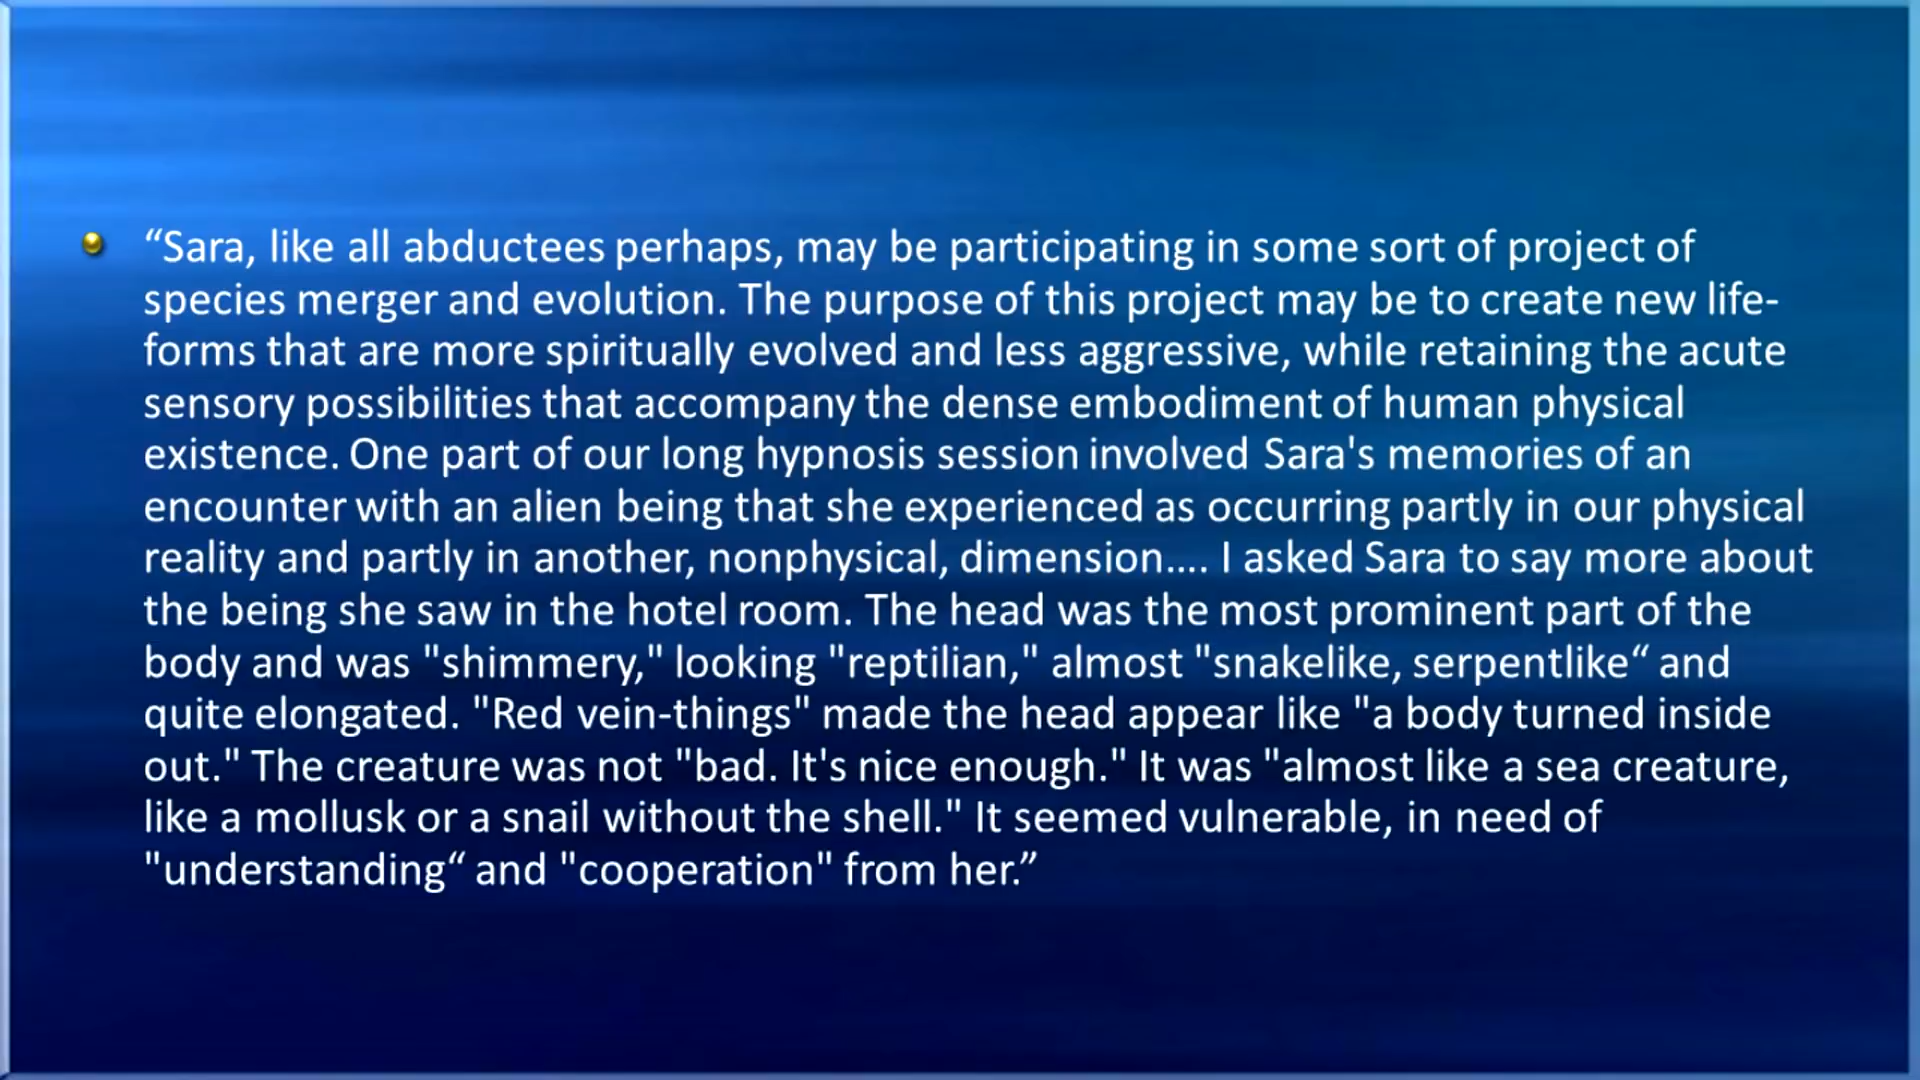 “Sara, like all abductees perhaps, may be participating in some sort of project of
species merger and evolution. The purpose of this project may be to create new life-
forms that are more spiritually evolved and less aggressive, while retaining the acute
sensory possibilities that accompany the dense embodiment of human physical
existence. One part of our long hypnosis session involved Sara's memories of an
encounter with an alien being that she experienced as occurring partly in our physical
reality and partly in another, nonphysical, dimension…. I asked Sara to say more about
the being she saw in the hotel room. The head was the most prominent part of the
body and was "shimmery," looking "reptilian," almost "snakelike, serpentlike“ and
quite elongated. "Red vein-things" made the head appear like "a body turned inside
out." The creature was not "bad. It's nice enough." It was "almost like a sea creature,
like a mollusk or a snail without the shell." It seemed vulnerable, in need of
"understanding“ and "cooperation" from her.”